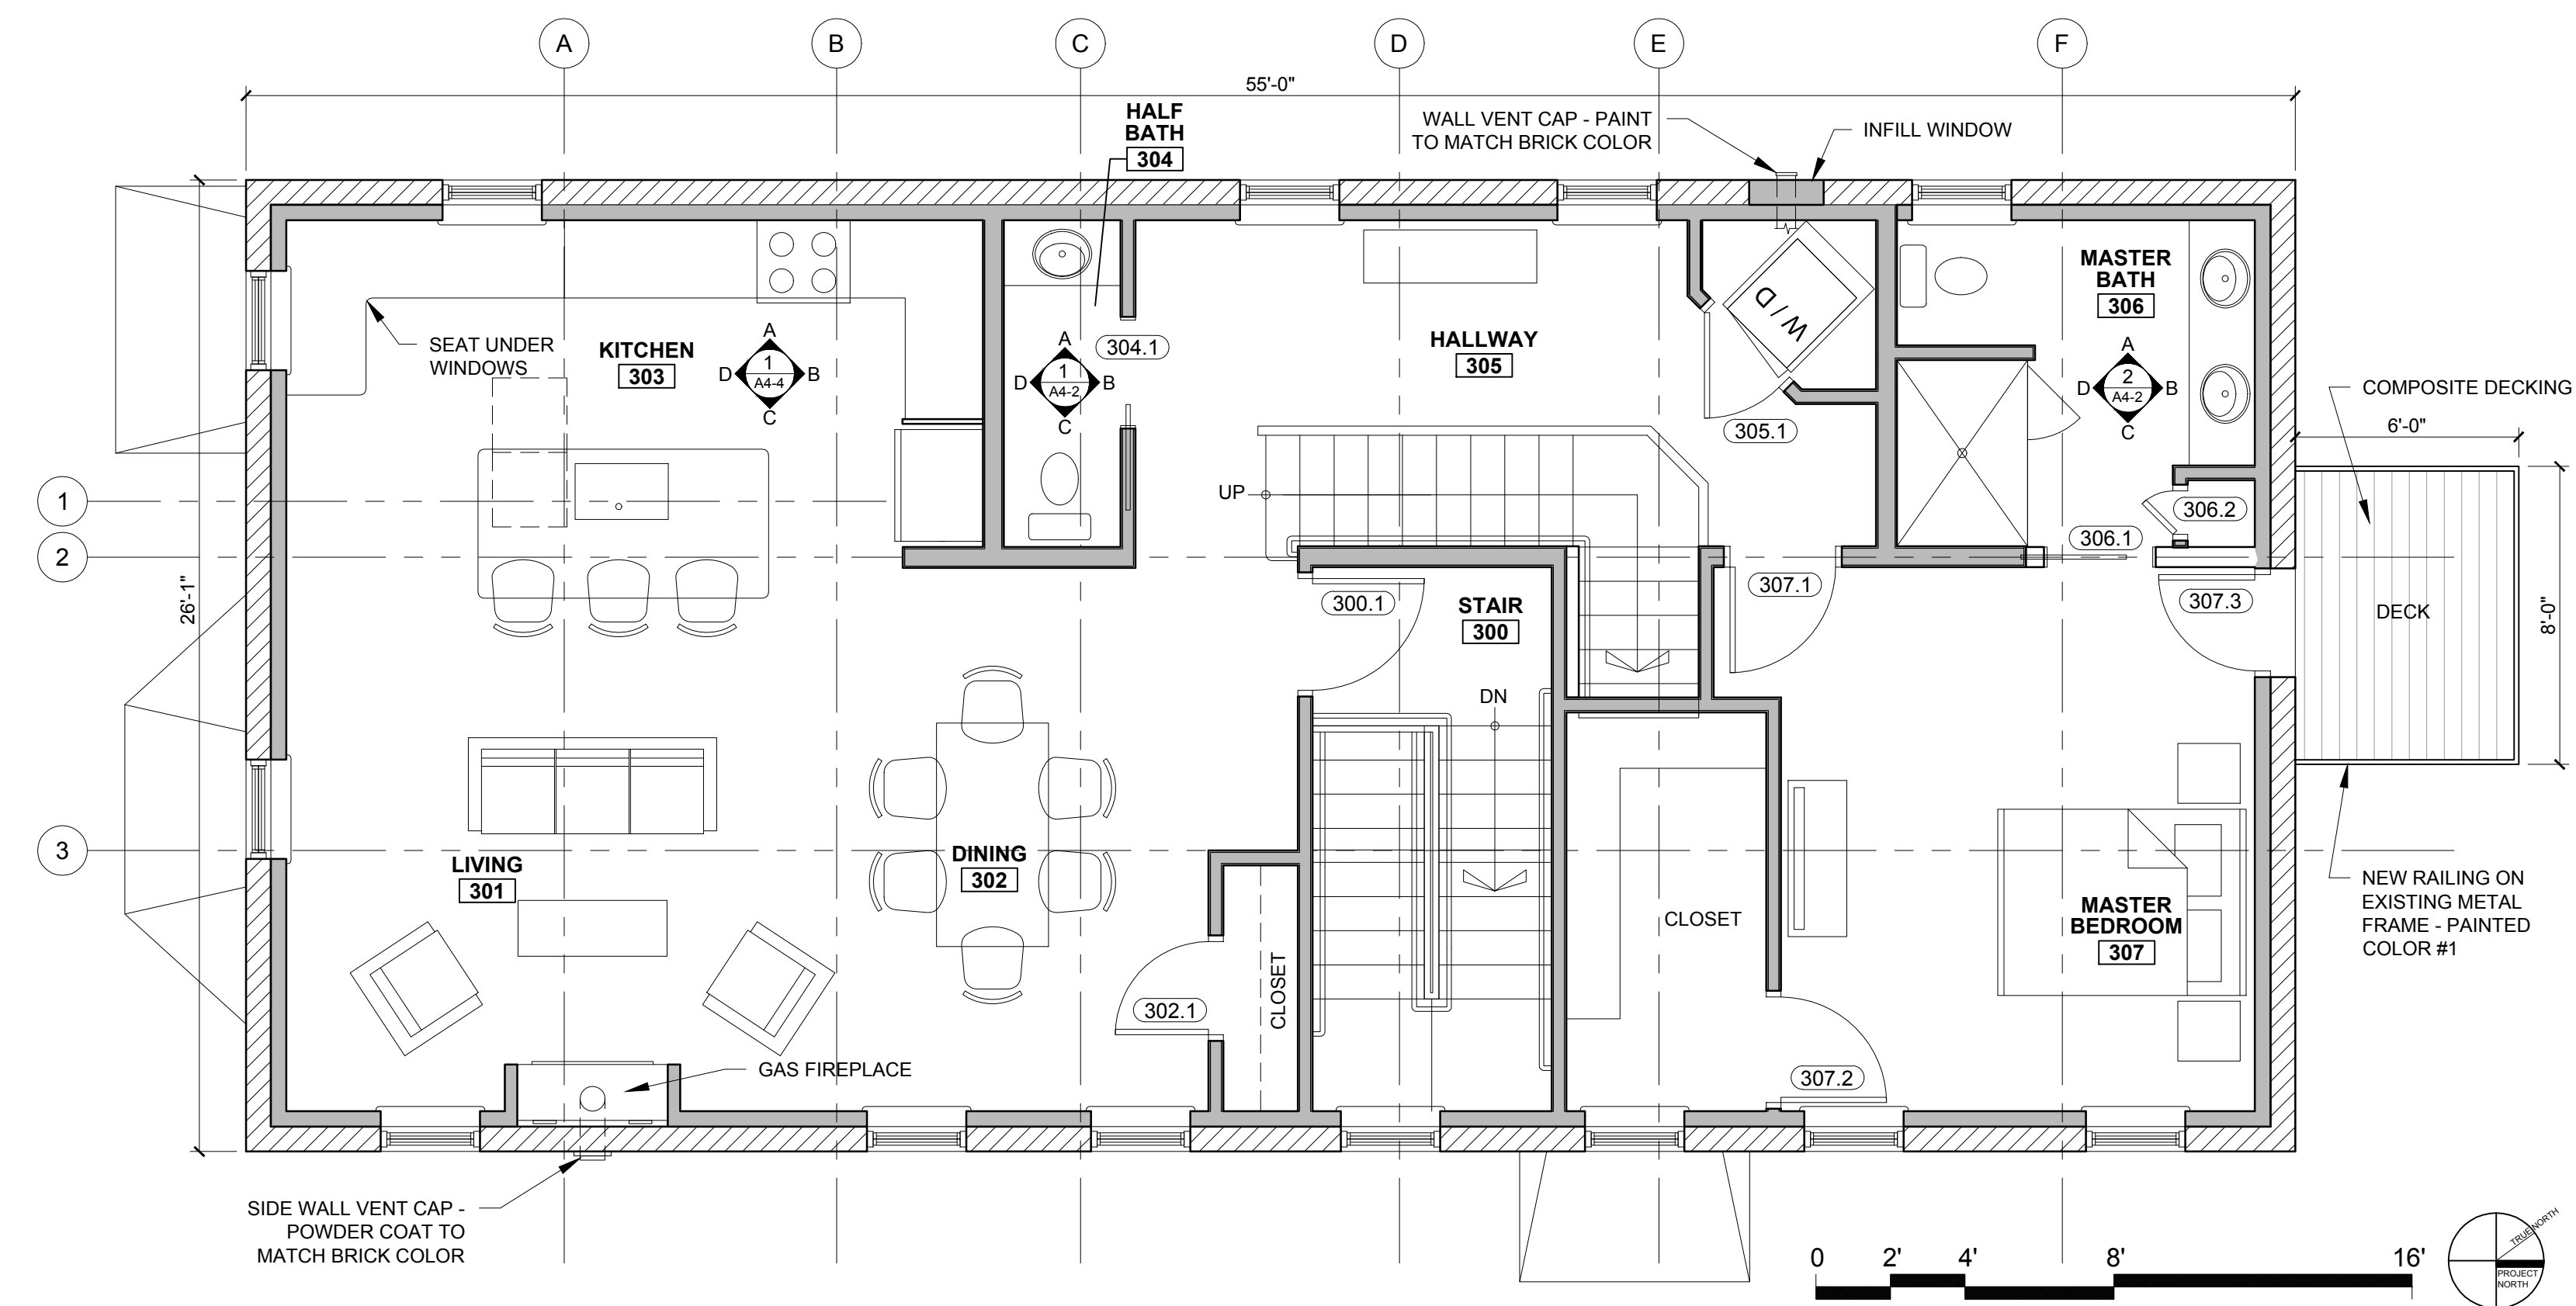 A
B
C
D
E
F
55'-0"
HALF
BATH
304
WALL VENT CAP - PAINT
TO MATCH BRICK COLOR
INFILL WINDOW
SEAT UNDER
WINDOWS
KITCHEN
303
A
D
1
A4-4
B
C
304.1
A
D
1
A4-2
B
C
HALLWAY
305
W / D
305.1
MASTER
BATH
306
A
D
2
A4-2
B
C
COMPOSITE DECKING
6'-0"
1
2
3
26'-1"
UP
306.2
306.1
300.1
STAIR
300
307.1
307.3
DECK
8'-0"
DN
LIVING
301
DINING
302
CLOSET
CLOSET
MASTER
BEDROOM
307
NEW RAILING ON
EXISTING METAL
FRAME - PAINTED
COLOR #1
302.1
GAS FIREPLACE
307.2
SIDE WALL VENT CAP -
POWDER COAT TO
MATCH BRICK COLOR
0 2' 4' 8' 16'
TRUE NORTH
PROJECT
NORTH